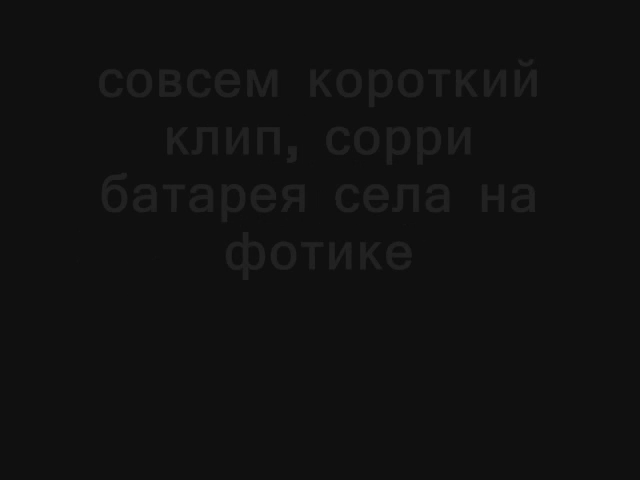 совсем короткий
клип, сорри
батарея села на
фотике